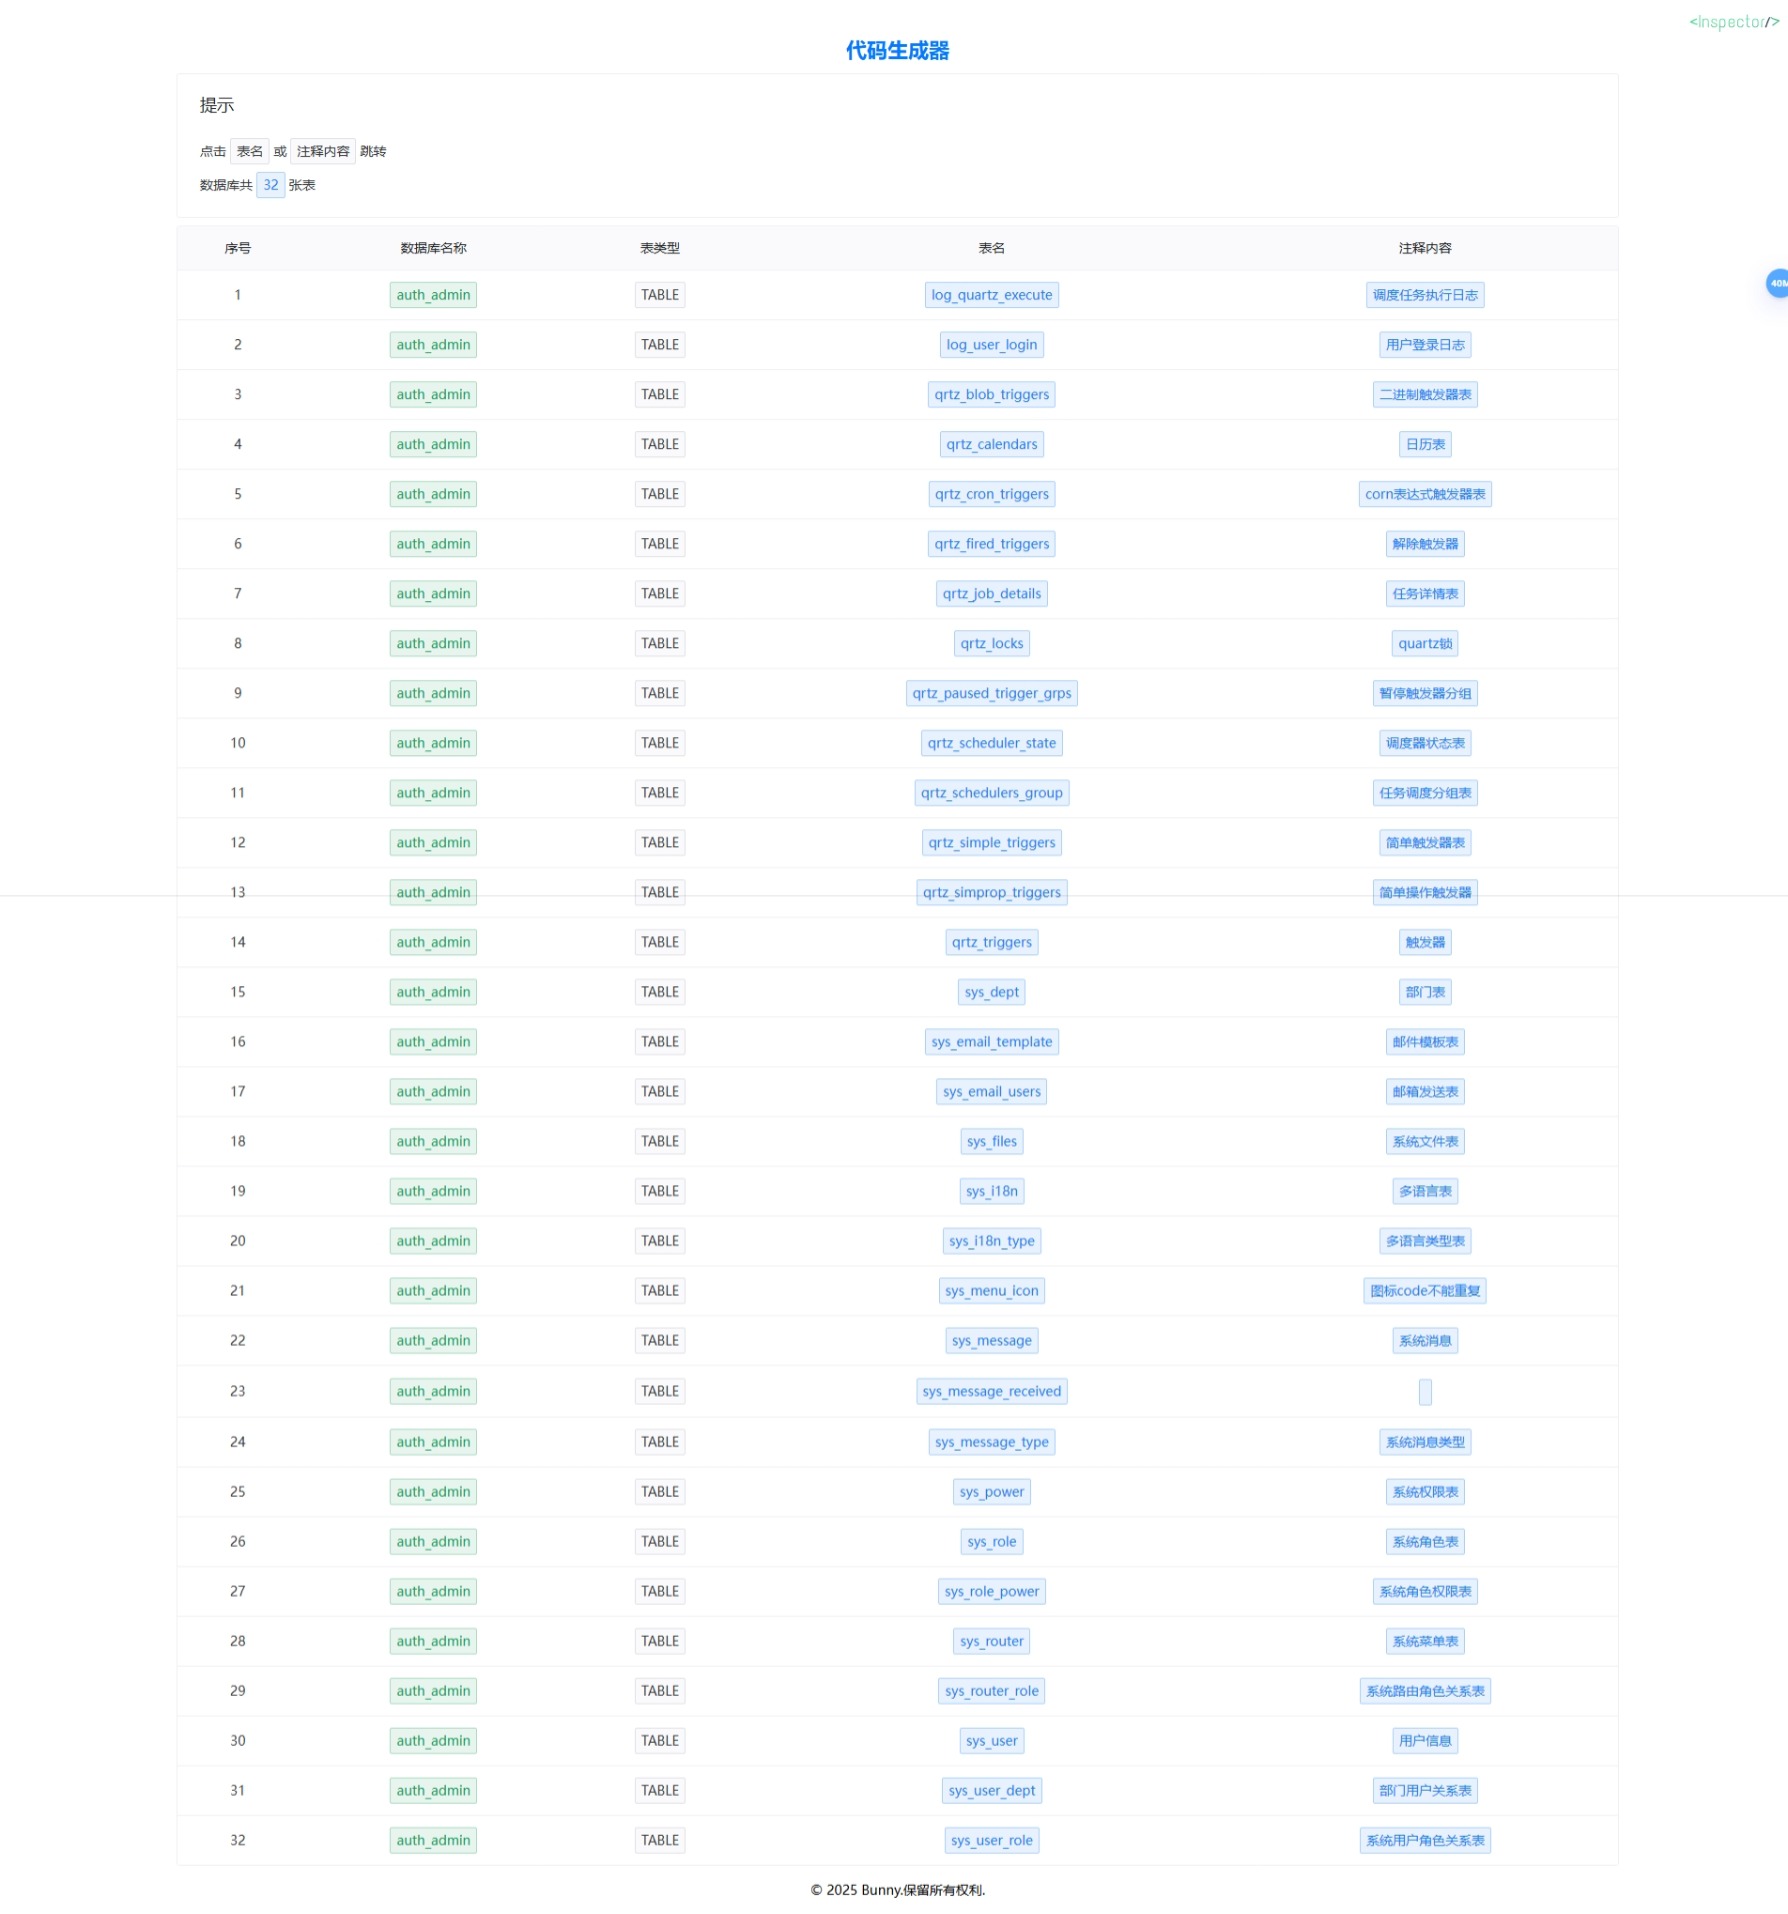 <Inspector/>
代码生成器
提示
点击 表名 或 注释内容 跳转
数据库共 32 张表
序号 数据库名称 表类型 表名 注释内容
1 auth_admin TABLE log_quartz_execute 调度任务执行日志
2 auth_admin TABLE log_user_login 用户登录日志
3 auth_admin TABLE qrtz_blob_triggers 二进制触发器表
4 auth_admin TABLE qrtz_calendars 日历表
5 auth_admin TABLE qrtz_cron_triggers corn表达式触发器表
6 auth_admin TABLE qrtz_fired_triggers 解除触发器
7 auth_admin TABLE qrtz_job_details 任务详情表
8 auth_admin TABLE qrtz_locks quartz锁
9 auth_admin TABLE qrtz_paused_trigger_grps 暂停触发器分组
10 auth_admin TABLE qrtz_scheduler_state 调度器状态表
11 auth_admin TABLE qrtz_schedulers_group 任务调度分组表
12 auth_admin TABLE qrtz_simple_triggers 简单触发器表
13 auth_admin TABLE qrtz_simprop_triggers 简单操作触发器
14 auth_admin TABLE qrtz_triggers 触发器
15 auth_admin TABLE sys_dept 部门表
16 auth_admin TABLE sys_email_template 邮件模板表
17 auth_admin TABLE sys_email_users 邮箱发送表
18 auth_admin TABLE sys_files 系统文件表
19 auth_admin TABLE sys_i18n 多语言表
20 auth_admin TABLE sys_i18n_type 多语言类型表
21 auth_admin TABLE sys_menu_icon 图标code不能重复
22 auth_admin TABLE sys_message 系统消息
23 auth_admin TABLE sys_message_received
24 auth_admin TABLE sys_message_type 系统消息类型
25 auth_admin TABLE sys_power 系统权限表
26 auth_admin TABLE sys_role 系统角色表
27 auth_admin TABLE sys_role_power 系统角色权限表
28 auth_admin TABLE sys_router 系统菜单表
29 auth_admin TABLE sys_router_role 系统路由角色关系表
30 auth_admin TABLE sys_user 用户信息
31 auth_admin TABLE sys_user_dept 部门用户关系表
32 auth_admin TABLE sys_user_role 系统用户角色关系表
© 2025 Bunny.保留所有权利.